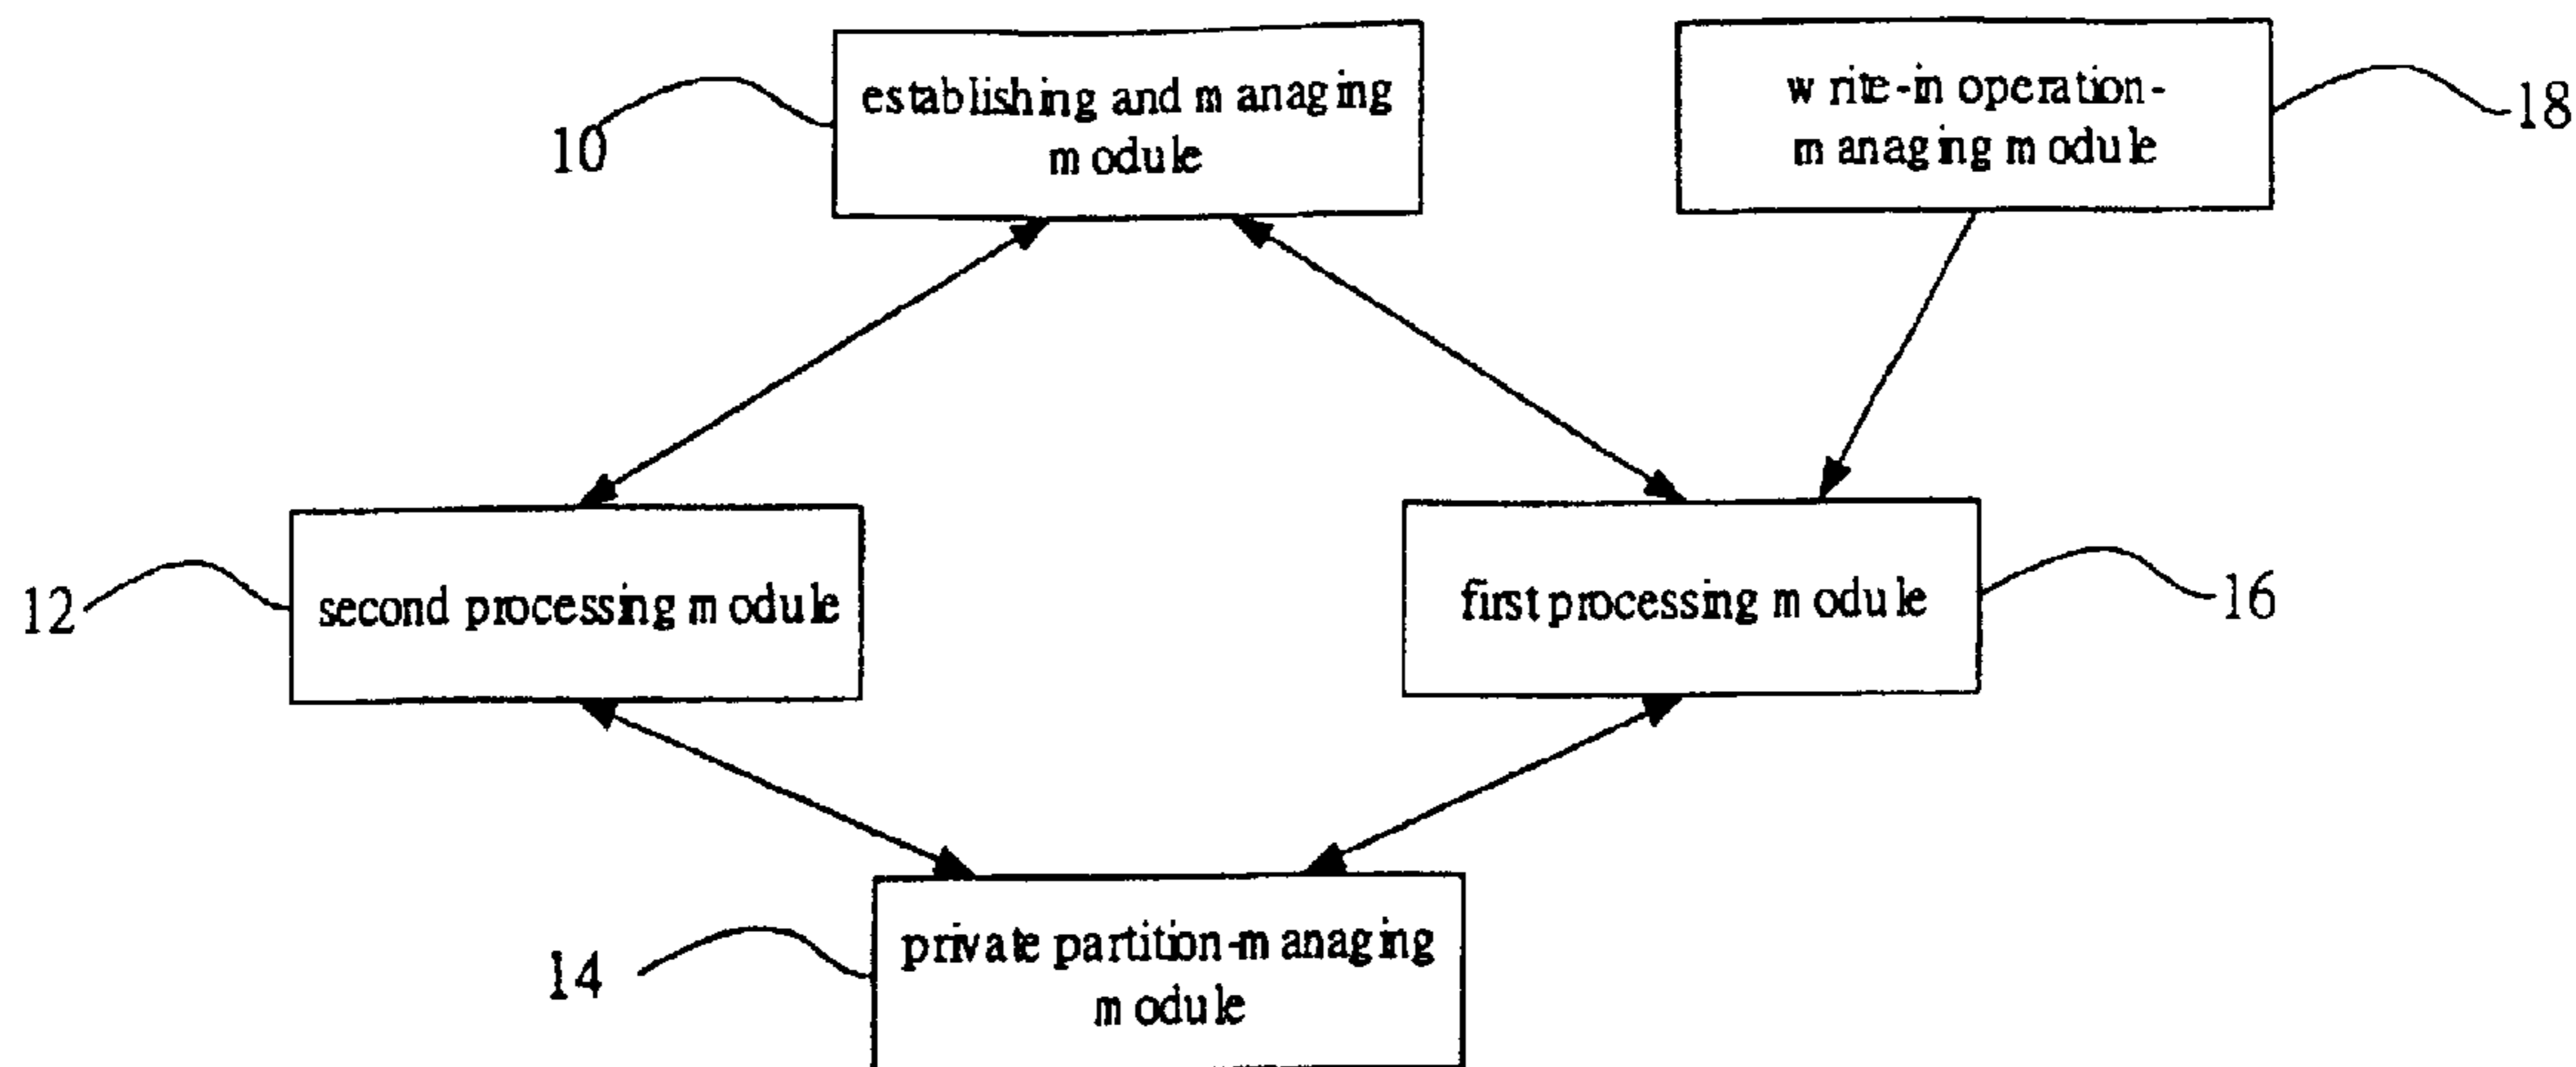 establishing and managing
module
10
write-in operation-
managing module
18
second processing module
12
first processing module
16
private partition-managing
module
14